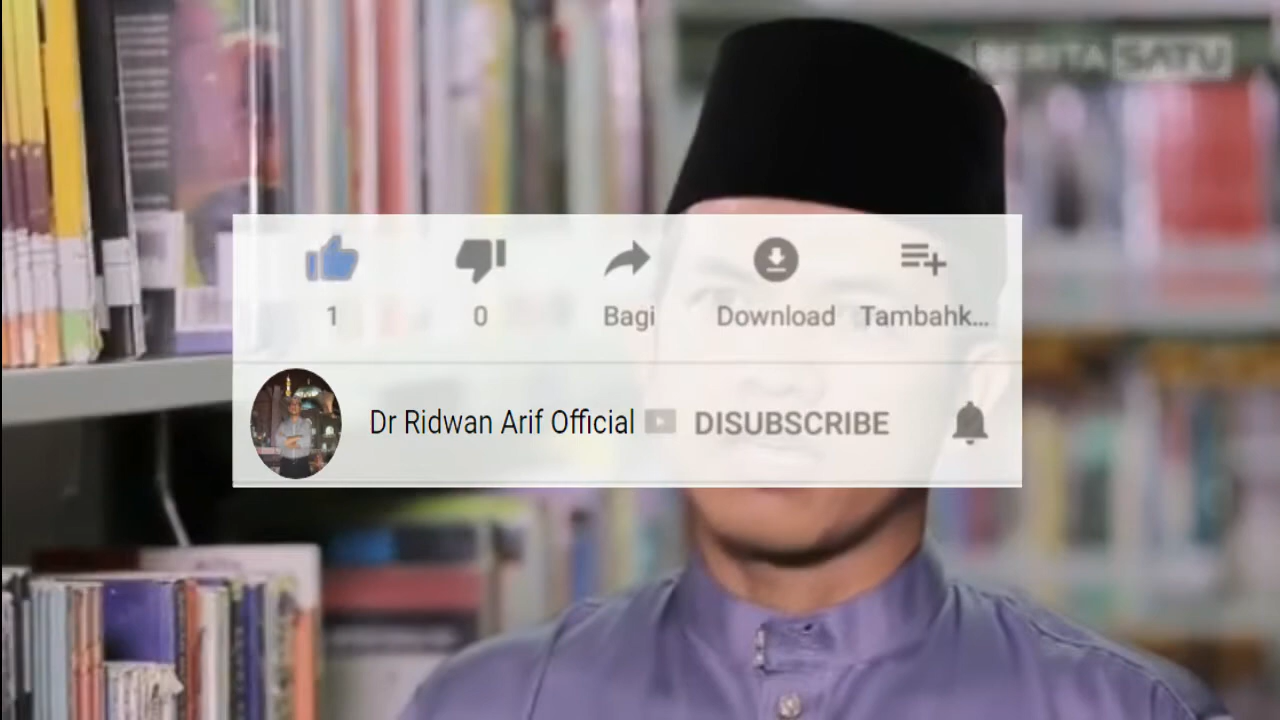 BERITA SATU
1 0 Bagi Download Tambahk...
Dr Ridwan Arif Official DISUBSCRIBE